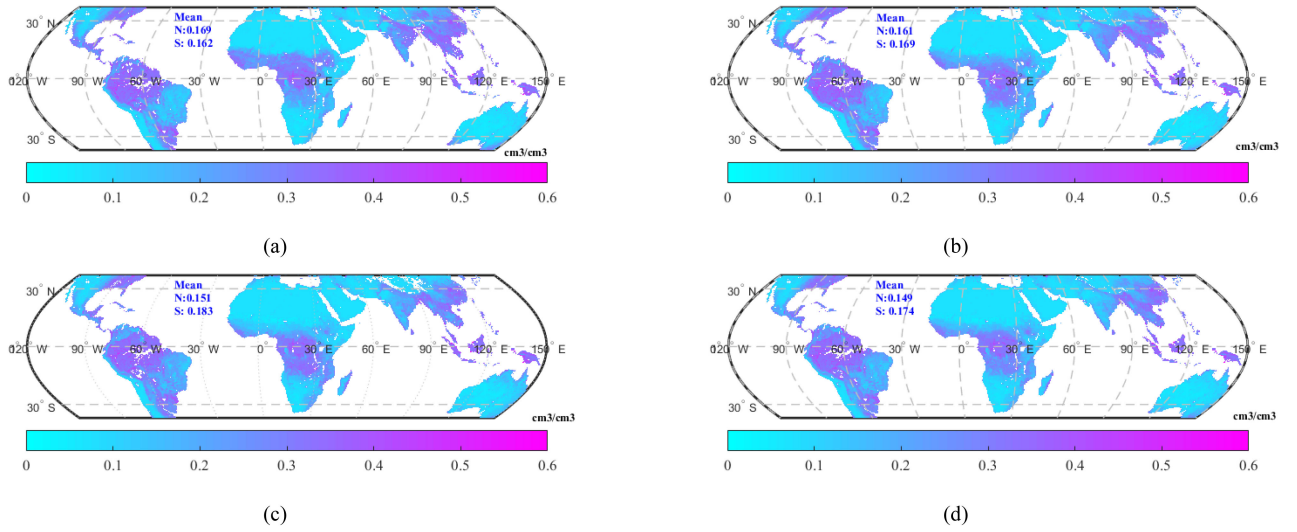 30° N
Mean
N:0.169
S: 0.162
120° W 90° W 60° W 30° W 0° 30° E 60° E 90° E 120° E 150° E
30° S
cm3/cm3
0 0.1 0.2 0.3 0.4 0.5 0.6
(a)
30° N
Mean
N:0.161
S: 0.169
120° W 90° W 60° W 30° W 0° 30° E 60° E 90° E 120° E 150° E
30° S
cm3/cm3
0 0.1 0.2 0.3 0.4 0.5 0.6
(b)
30° N
Mean
N:0.151
S: 0.183
120° W 90° W 60° W 30° W 0° 30° E 60° E 90° E 120° E 150° E
30° S
cm3/cm3
0 0.1 0.2 0.3 0.4 0.5 0.6
(c)
30° N
Mean
N:0.149
S: 0.174
120° W 90° W 60° W 30° W 0° 30° E 60° E 90° E 120° E 150° E
30° S
cm3/cm3
0 0.1 0.2 0.3 0.4 0.5 0.6
(d)